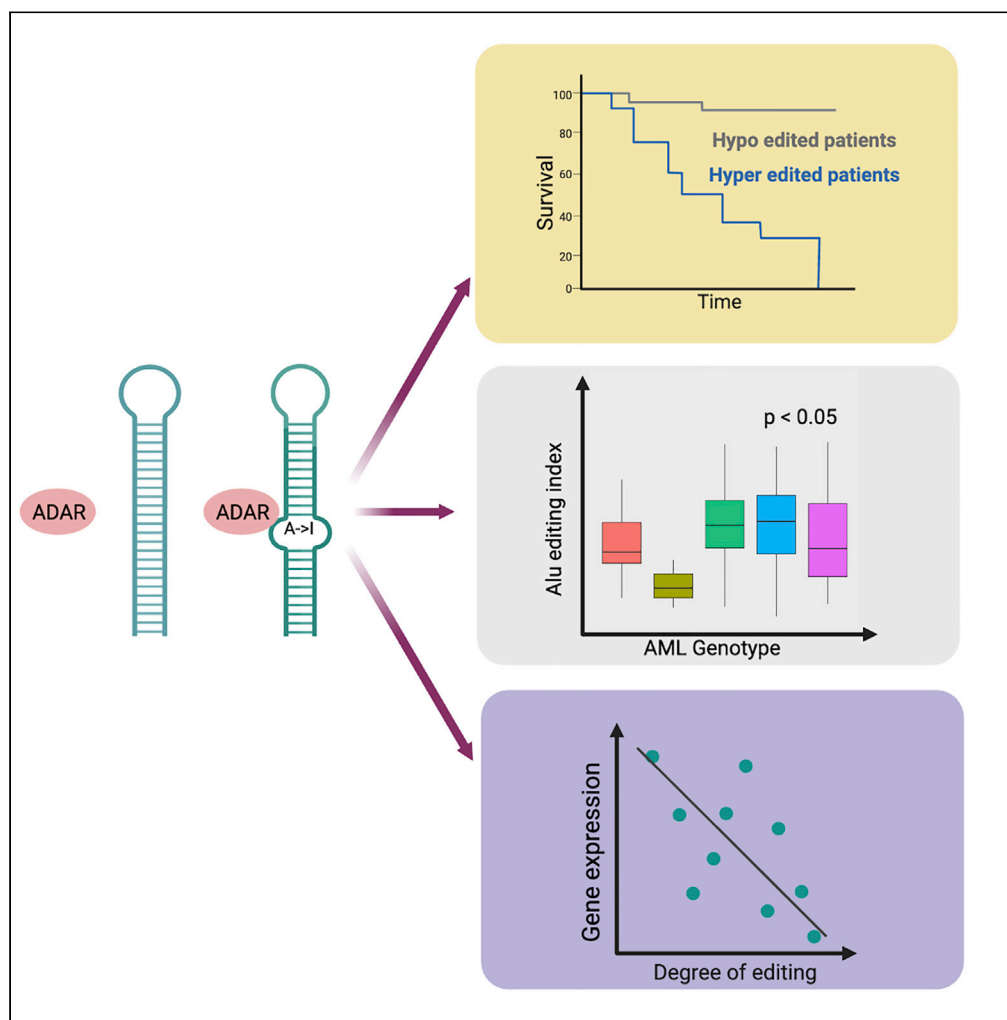 ADAR
ADAR
A->I
100
80
60
40
20
0
Survival
Hypo edited patients
Hyper edited patients
Time
p < 0.05
Alu editing index
AML Genotype
Gene expression
Degree of editing